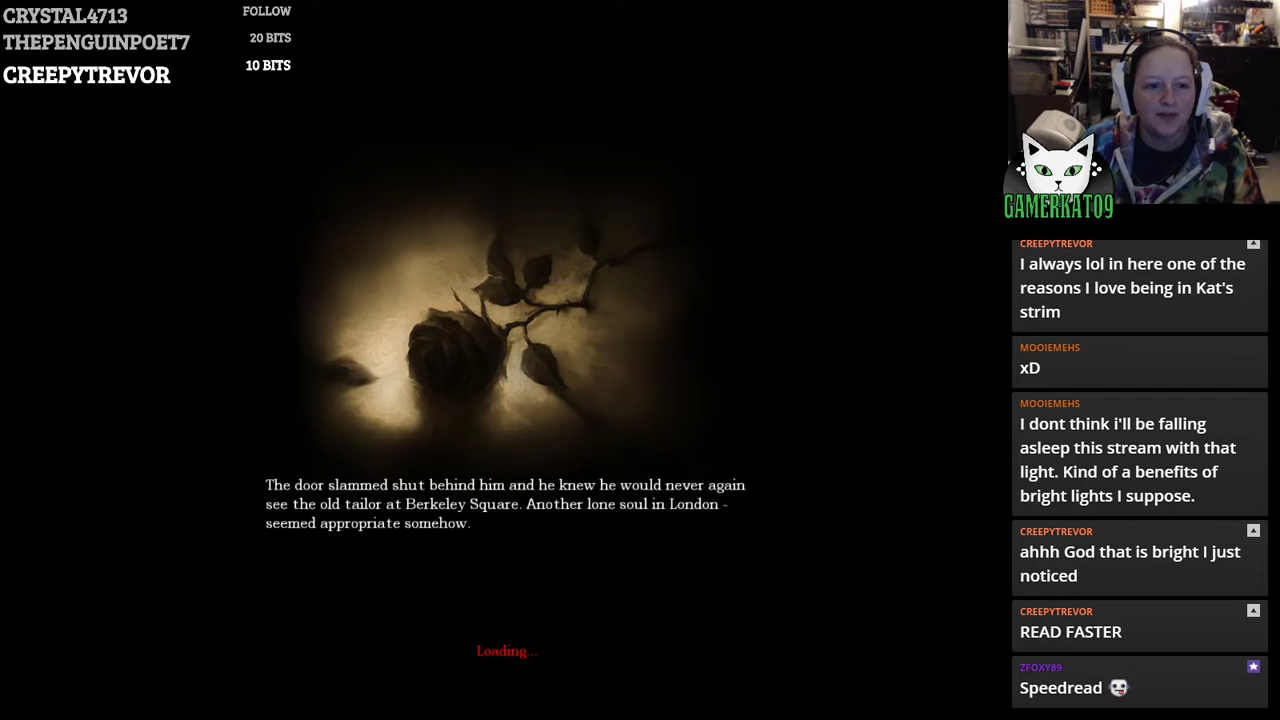 CRYSTAL4713 FOLLOW
THEPENGUINPOET7 20 BITS
CREEPYTREVOR 10 BITS
GAMERKAT09
The door slammed shut behind him and he knew he would never again
see the old tailor at Berkeley Square. Another lone soul in London -
seemed appropriate somehow.
Loading...
CREEPYTREVOR
I always lol in here one of the
reasons I love being in Kat's
strim
MOOIEMEHS
xD
MOOIEMEHS
I dont think i'll be falling
asleep this stream with that
light. Kind of a benefits of
bright lights I suppose.
CREEPYTREVOR
ahhh God that is bright I just
noticed
CREEPYTREVOR
READ FASTER
ZFOXY89
Speedread